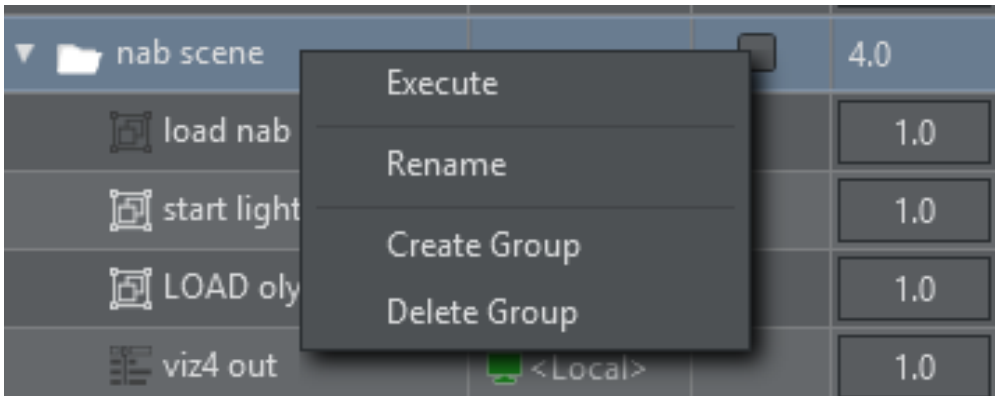 nab scene
4.0
Execute
load nab
1.0
Rename
start light
1.0
Create Group
LOAD oly
1.0
Delete Group
viz4 out
<Local>
1.0